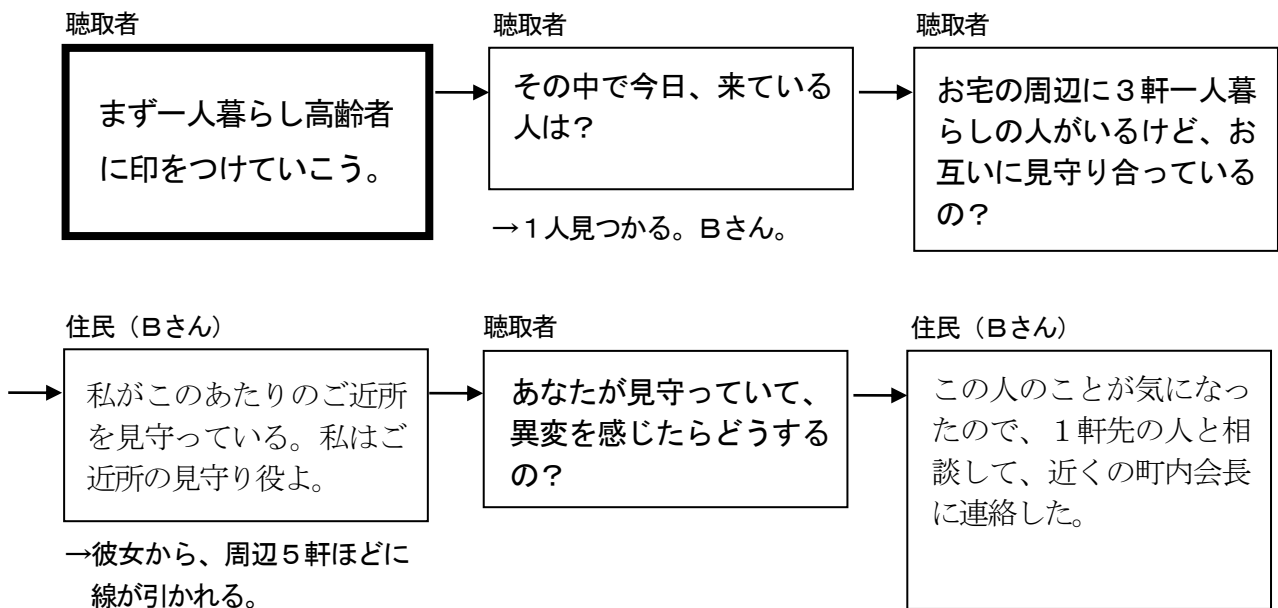 聴取者
まず一人暮らし高齢者
に印をつけていこう。
聴取者
その中で今日、来ている
人は？
→１人見つかる。Ｂさん。
聴取者
お宅の周辺に３軒一人暮
らしの人がいるけど、お
互いに見守り合っている
の？
住民（Ｂさん）
私がこのあたりのご近所
を見守っている。私はご
近所の見守り役よ。
→彼女から、周辺５軒ほどに
線が引かれる。
聴取者
あなたが見守っていて、
異変を感じたらどうする
の？
住民（Ｂさん）
この人のことが気になっ
たので、１軒先の人と相
談して、近くの町内会長
に連絡した。